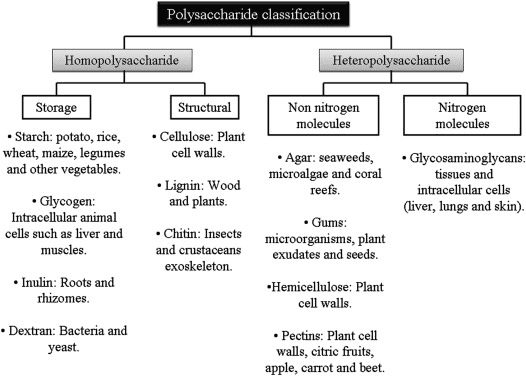 Polysaccharide classification
Homopolysaccharide
Heteropolysaccharide
Storage
Structural
Non nitrogen
molecules
Nitrogen
molecules
• Starch: potato, rice,
wheat, maize, legumes
and other vegetables.
• Glycogen:
Intracellular animal
cells such as liver and
muscles.
• Inulin: Roots and
rhizomes.
• Dextran: Bacteria and
yeast.
• Cellulose: Plant
cell walls.
• Lignin: Wood
and plants.
• Chitin: Insects
and crustaceans
exoskeleton.
• Agar: seaweeds,
microalgae and coral
reefs.
• Gums:
microorganisms, plant
exudates and seeds.
•Hemicellulose: Plant
cell walls.
• Pectins: Plant cell
walls, citric fruits,
apple, carrot and beet.
• Glycosaminoglycans:
tissues and
intracellular cells
(liver, lungs and skin).